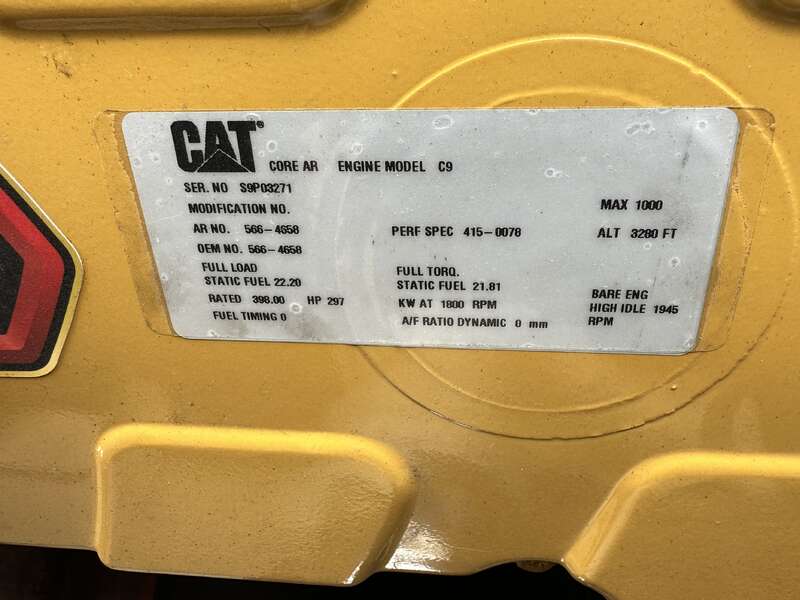 CAT® CORE AR ENGINE MODEL C9
SER. NO S9P03271
MODIFICATION NO. MAX 1000
AR NO. 566-4658 PERF SPEC 415-0078 ALT 3280 FT
OEM NO. 566-4658
FULL LOAD FULL TORQ.
STATIC FUEL 22.20 STATIC FUEL 21.81 BARE ENG
RATED 398.00 HP 297 KW AT 1800 RPM HIGH IDLE 1945
FUEL TIMING 0 A/F RATIO DYNAMIC 0 mm RPM